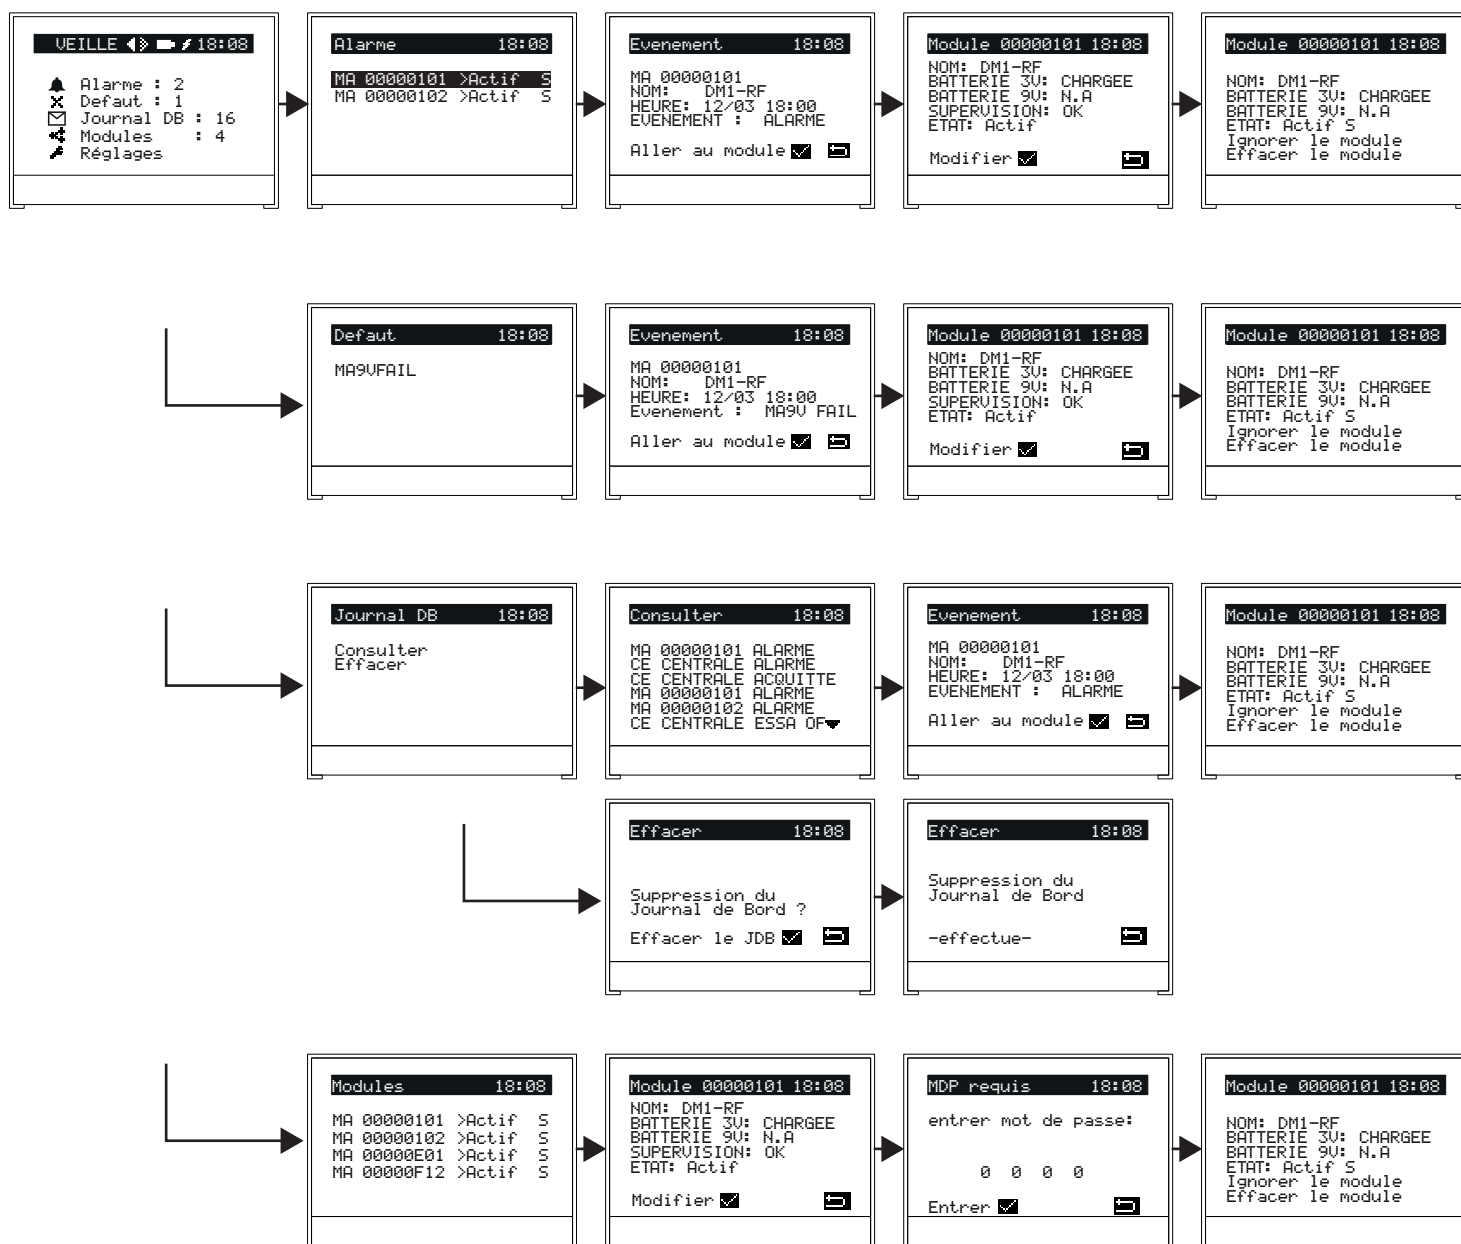 VEILLE 18:08
Alarme : 2
Defaut : 1
Journal DB : 16
Modules : 4
Réglages
Alarme 18:08
MA 00000101 >Actif S
MA 00000102 >Actif S
Evenement 18:08
MA 00000101
NOM: DM1-RF
HEURE: 12/03 18:00
EVENEMENT : ALARME
Aller au module
Module 00000101 18:08
NOM: DM1-RF
BATTERIE 3V: CHARGEE
BATTERIE 9V: N.A
SUPERVISION: OK
ETAT: Actif
Modifier
Module 00000101 18:08
NOM: DM1-RF
BATTERIE 3V: CHARGEE
BATTERIE 9V: N.A
ETAT: Actif S
Ignorer le module
Effacer le module
Defaut 18:08
MA9VFAIL
Evenement 18:08
MA 00000101
NOM: DM1-RF
HEURE: 12/03 18:00
Evenement : MA9V FAIL
Aller au module
Module 00000101 18:08
NOM: DM1-RF
BATTERIE 3V: CHARGEE
BATTERIE 9V: N.A
SUPERVISION: OK
ETAT: Actif
Modifier
Module 00000101 18:08
NOM: DM1-RF
BATTERIE 3V: CHARGEE
BATTERIE 9V: N.A
ETAT: Actif S
Ignorer le module
Effacer le module
Journal DB 18:08
Consulter
Effacer
Consulter 18:08
MA 00000101 ALARME
CE CENTRALE ALARME
CE CENTRALE ACQUITTE
MA 00000101 ALARME
MA 00000102 ALARME
CE CENTRALE ESSA OF
Evenement 18:08
MA 00000101
NOM: DM1-RF
HEURE: 12/03 18:00
EVENEMENT : ALARME
Aller au module
Module 00000101 18:08
NOM: DM1-RF
BATTERIE 3V: CHARGEE
BATTERIE 9V: N.A
ETAT: Actif S
Ignorer le module
Effacer le module
Effacer 18:08
Suppression du
Journal de Bord ?
Effacer le JDB
Effacer 18:08
Suppression du
Journal de Bord
-effectue-
Modules 18:08
MA 00000101 >Actif S
MA 00000102 >Actif S
MA 00000E01 >Actif S
MA 00000F12 >Actif S
Module 00000101 18:08
NOM: DM1-RF
BATTERIE 3V: CHARGEE
BATTERIE 9V: N.A
SUPERVISION: OK
ETAT: Actif
Modifier
MDP requis 18:08
entrer mot de passe:
0 0 0 0
Entrer
Module 00000101 18:08
NOM: DM1-RF
BATTERIE 3V: CHARGEE
BATTERIE 9V: N.A
ETAT: Actif S
Ignorer le module
Effacer le module